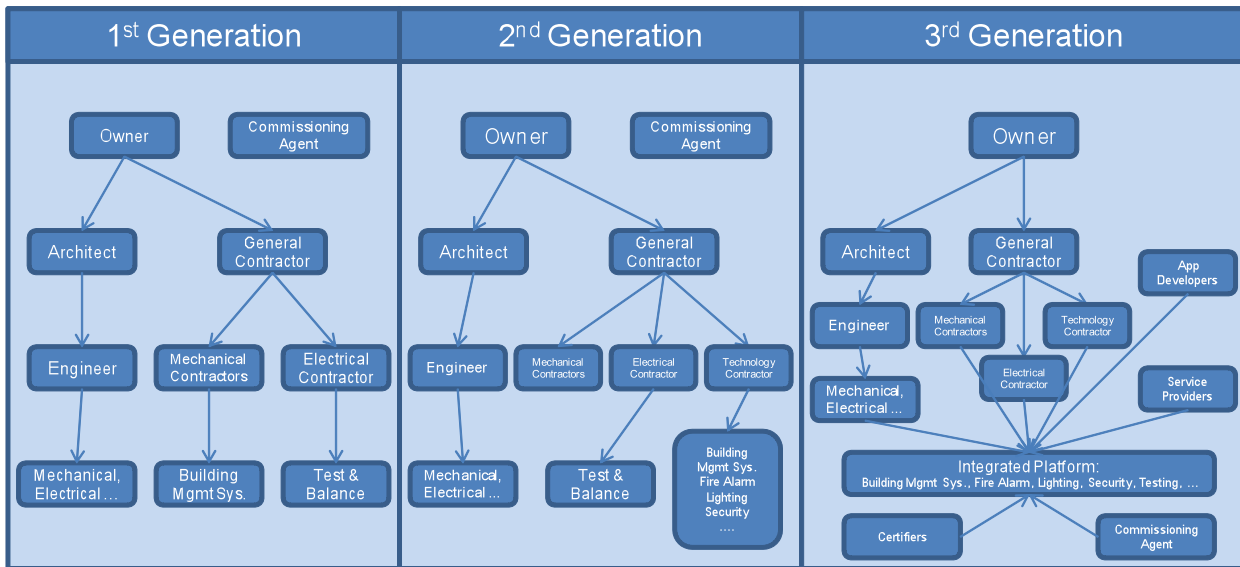 1st Generation
Owner
Commissioning
Agent
Architect
General
Contractor
Engineer
Mechanical
Contractors
Electrical
Contractor
Mechanical,
Electrical ...
Building
Mgmt Sys.
Test &
Balance
2nd Generation
Owner
Commissioning
Agent
Architect
General
Contractor
Engineer
Mechanical
Contractors
Electrical
Contractor
Technology
Contractor
Mechanical,
Electrical ...
Test &
Balance
Building
Mgmt Sys.
Fire Alarm
Lighting
Security
....
3rd Generation
Owner
Architect
General
Contractor
App
Developers
Engineer
Mechanical
Contractors
Technology
Contractor
Electrical
Contractor
Mechanical,
Electrical ...
Service
Providers
Integrated Platform:
Building Mgmt Sys., Fire Alarm, Lighting, Security, Testing, ...
Certifiers
Commissioning
Agent